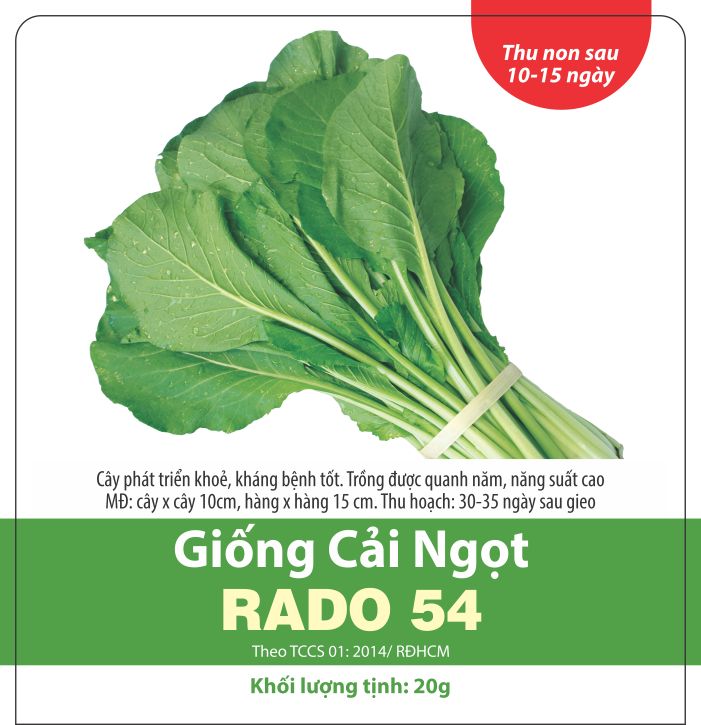 Thu non sau
10-15 ngày
Cây phát triển khoẻ, kháng bệnh tốt. Trồng được quanh năm, năng suất cao
MĐ: cây x cây 10cm, hàng x hàng 15 cm. Thu hoạch: 30-35 ngày sau gieo
Giống Cải Ngọt
RADO 54
Theo TCCS 01: 2014/ RĐHCM
Khối lượng tịnh: 20g